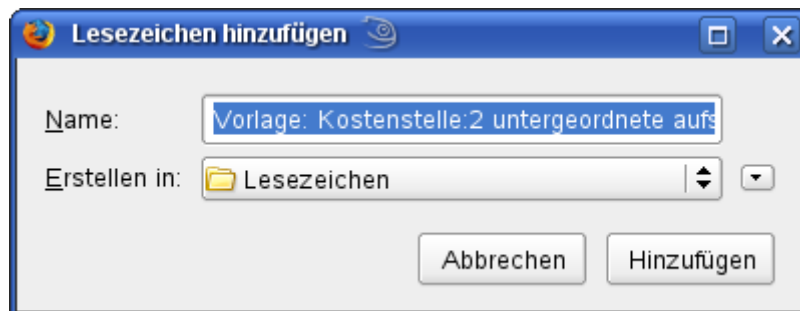 Lesezeichen hinzufügen
Name: Vorlage: Kostenstelle:2 untergeordnete aufs
Erstellen in: Lesezeichen
Abbrechen Hinzufügen